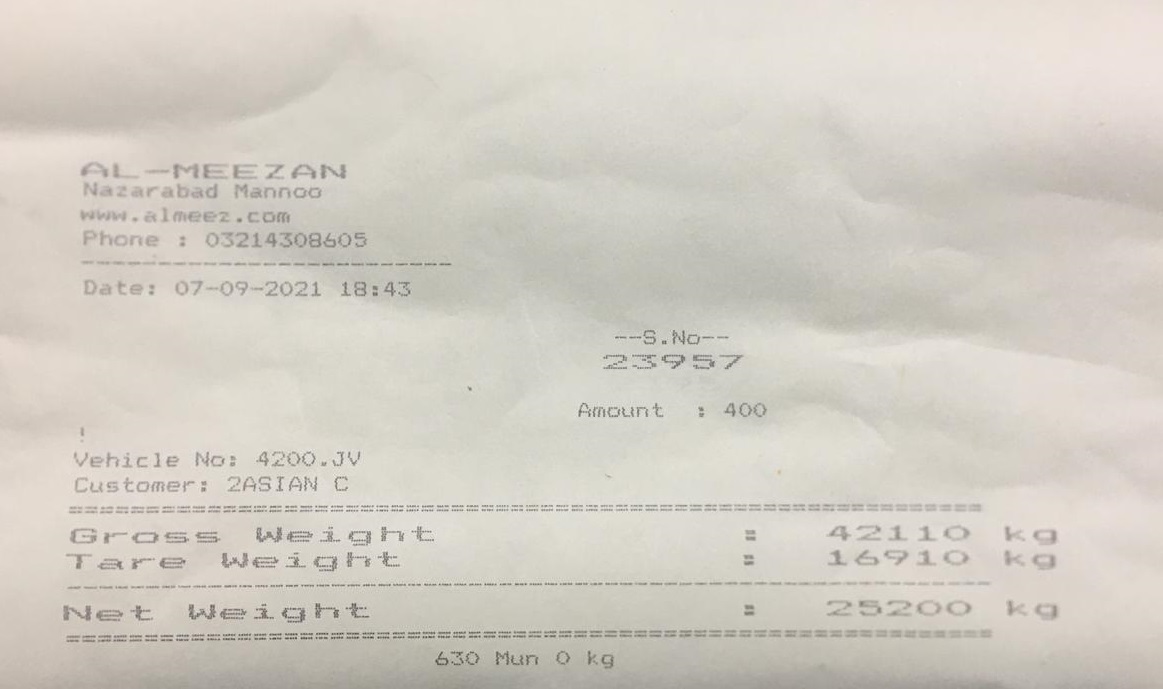 AL-MEEZAN
Nazarabad Mannoo
www.almeez.com
Phone : 03214308605
---------------------------
Date: 07-09-2021 18:43
--S.No--
23957
Amount : 400
!
Vehicle No: 4200.JV
Customer: 2ASIAN C
Gross Weight : 42110 kg
Tare Weight : 16910 kg
Net Weight : 25200 kg
630 Mun 0 kg